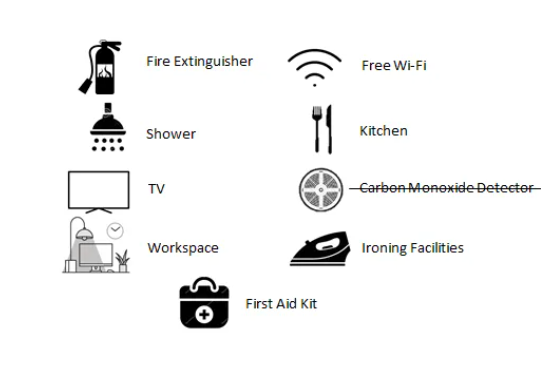 Fire Extinguisher
Free Wi-Fi
Shower
Kitchen
TV
Carbon Monoxide Detector
Workspace
Ironing Facilities
First Aid Kit